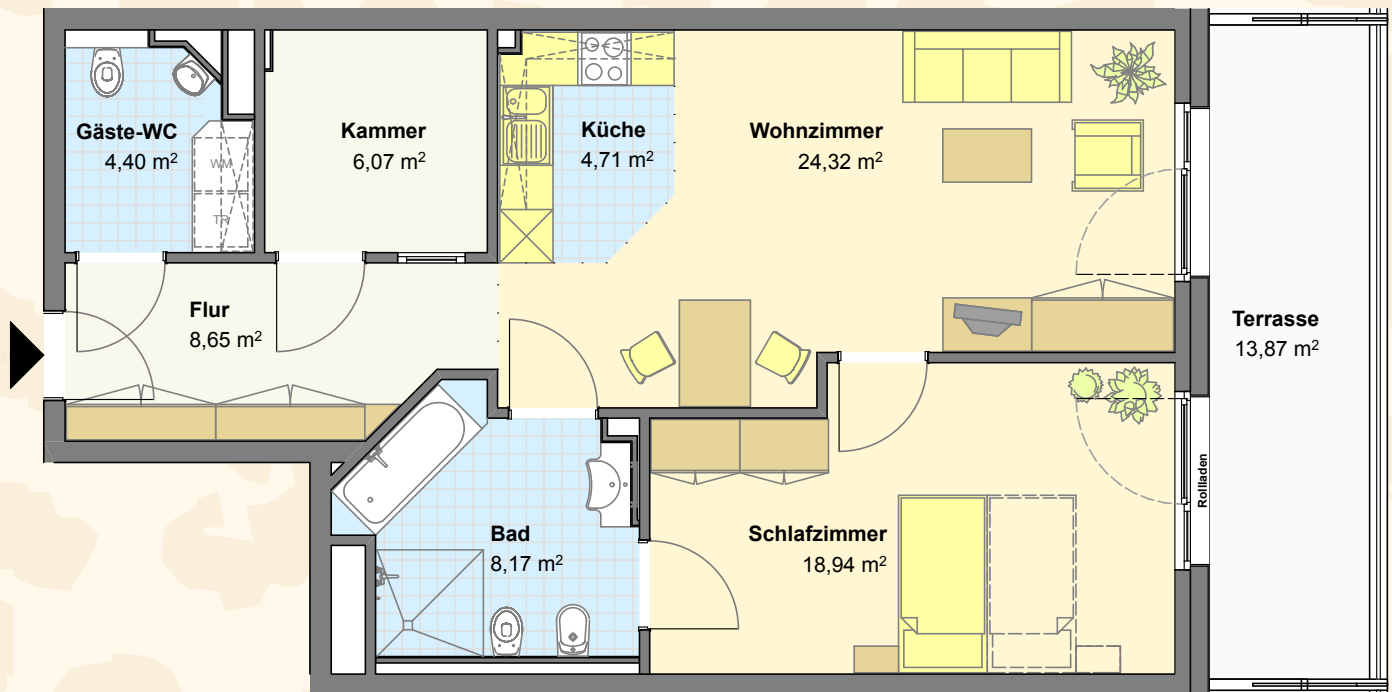 Gäste-WC
4,40 m²
WM
TR
Kammer
6,07 m²
Küche
4,71 m²
Wohnzimmer
24,32 m²
Flur
8,65 m²
Terrasse
13,87 m²
Rollladen
Bad
8,17 m²
Schlafzimmer
18,94 m²